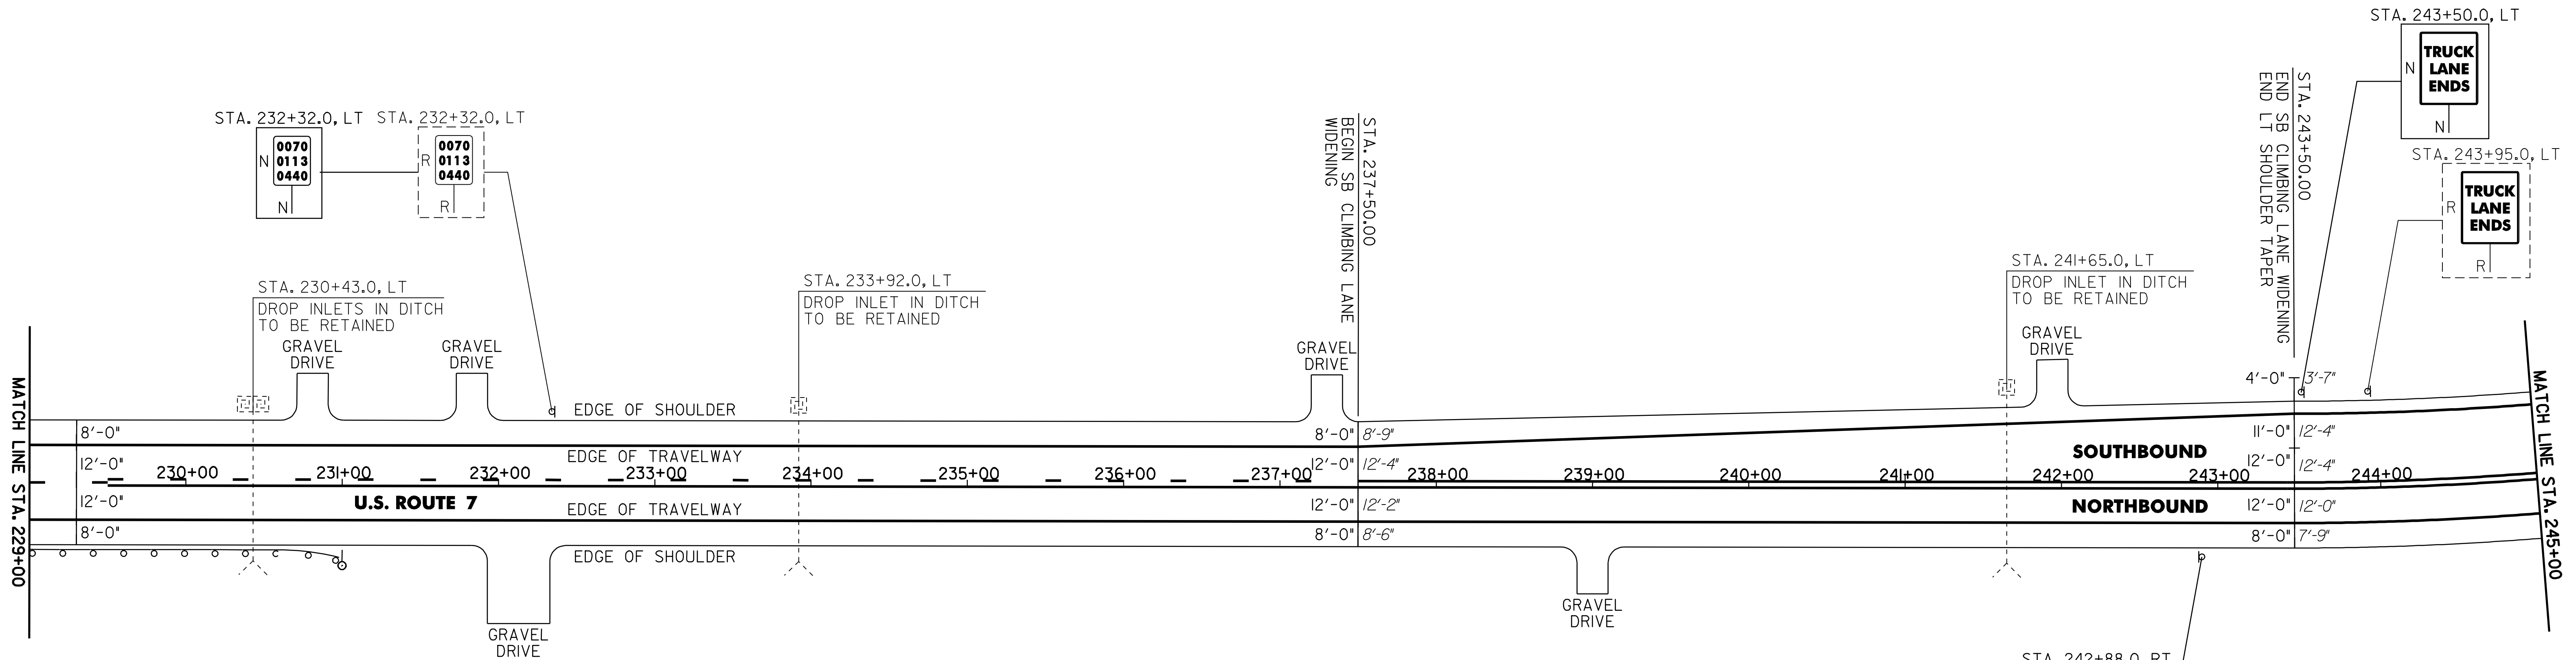 STA. 243+50.0, LT
TRUCK
LANE
ENDS
N
N
STA. 243+95.0, LT
TRUCK
LANE
ENDS
R
R
STA. 232+32.0, LT
0070
0113
0440
N
N
STA. 232+32.0, LT
0070
0113
0440
R
R
STA. 237+50.00
BEGIN SB CLIMBING LANE
WIDENING
STA. 243+50.00
END SB CLIMBING LANE WIDENING
END LT SHOULDER TAPER
STA. 230+43.0, LT
DROP INLETS IN DITCH
TO BE RETAINED
STA. 233+92.0, LT
DROP INLET IN DITCH
TO BE RETAINED
STA. 241+65.0, LT
DROP INLET IN DITCH
TO BE RETAINED
GRAVEL
DRIVE
GRAVEL
DRIVE
GRAVEL
DRIVE
GRAVEL
DRIVE
MATCH LINE STA. 229+00
MATCH LINE STA. 245+00
EDGE OF SHOULDER
EDGE OF TRAVELWAY
8'-0"
12'-0"
12'-0"
8'-0"
8'-0" 8'-9"
12'-0" 12'-4"
12'-0" 12'-2"
8'-0" 8'-6"
4'-0" 3'-7"
11'-0" 12'-4"
12'-0" 12'-4"
12'-0" 12'-0"
8'-0" 7'-9"
230+00 231+00 232+00 233+00 234+00 235+00 236+00 237+00 238+00 239+00 240+00 241+00 242+00 243+00 244+00
SOUTHBOUND
U.S. ROUTE 7
NORTHBOUND
EDGE OF TRAVELWAY
EDGE OF SHOULDER
GRAVEL
DRIVE
GRAVEL
DRIVE
STA. 242+88.0, RT